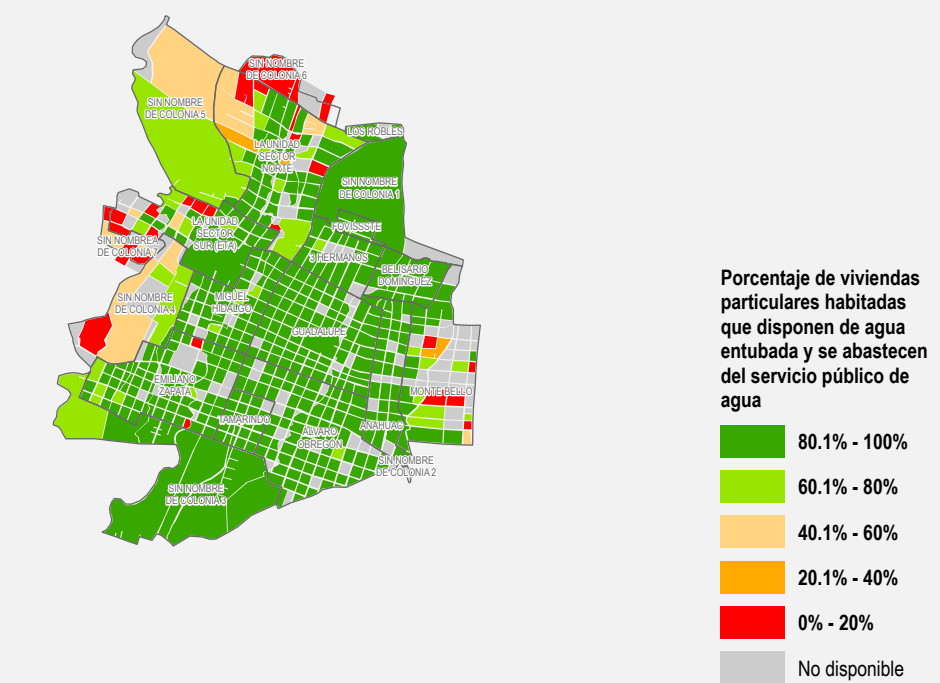 SIN NOMBRE
DE COLONIA 6
SIN NOMBRE
DE COLONIA 5
LOS ROBLES
LA UNIDAD
SECTOR
NORTE
SIN NOMBRE
DE COLONIA 1
LA UNIDAD
SECTOR
SUR (ETA)
FOVISSSTE
SIN NOMBREA
DE COLONIA 7
3 HERMANOS
BELISARIO
DOMÍNGUEZ
SIN NOMBRE
DE COLONIA 4
MIGUEL
HIDALGO
GUADALUPE
EMILIANO
ZAPATA
MONTE BELLO
TAMARINDO
ANAHUAC
ALVARO
OBREGÓN
SIN NOMBRE
DE COLONIA 2
SIN NOMBRE
DE COLONIA 3
Porcentaje de viviendas
particulares habitadas
que disponen de agua
entubada y se abastecen
del servicio público de
agua
80.1% - 100%
60.1% - 80%
40.1% - 60%
20.1% - 40%
0% - 20%
No disponible